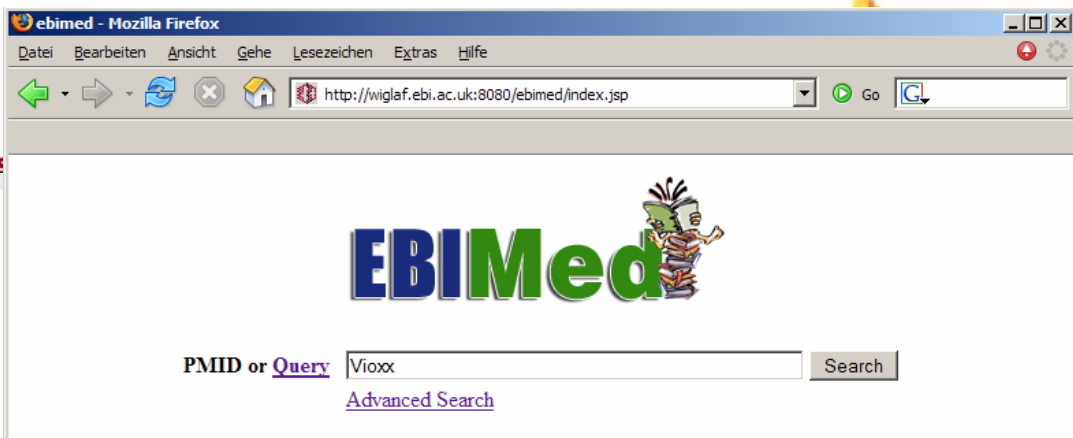 ebimed - Mozilla Firefox
Datei Bearbeiten Ansicht Gehe Lesezeichen Extras Hilfe
http://wiglaf.ebi.ac.uk:8080/ebimed/index.jsp Go G
EBIMed
PMID or Query Vioxx Search
Advanced Search